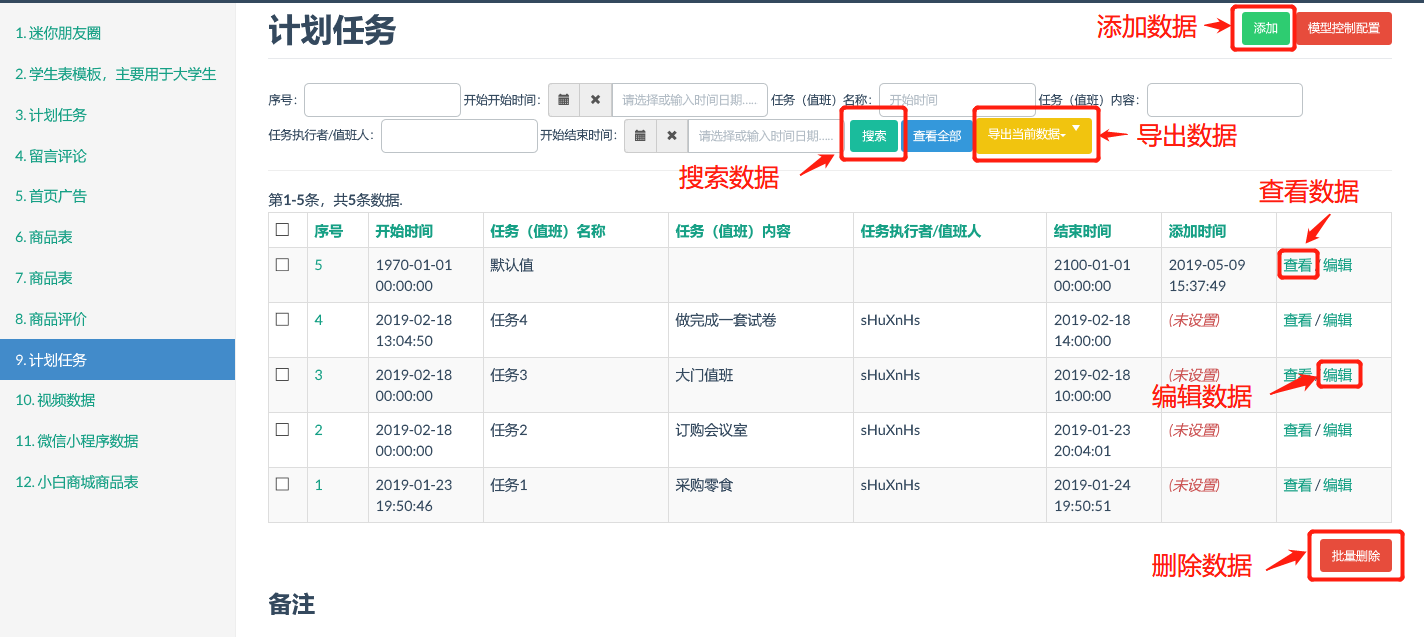 1. 迷你朋友圈
2. 学生表模板，主要用于大学生
3. 计划任务
4. 留言评论
5. 首页广告
6. 商品表
7. 商品表
8. 商品评价
9. 计划任务
10. 视频数据
11. 微信小程序数据
12. 小白商城商品表
计划任务
添加数据
添加
模型控制配置
序号：
开始开始时间：
请选择或输入时间日期.....
任务（值班）名称：
开始时间
任务（值班）内容：
任务执行者/值班人：
开始结束时间：
请选择或输入时间日期.....
搜索
查看全部
导出当前数据-
导出数据
搜索数据
查看数据
第1-5条，共5条数据.
序号 开始时间 任务（值班）名称 任务（值班）内容 任务执行者/值班人 结束时间 添加时间
5 1970-01-01 00:00:00 默认值 2100-01-01 00:00:00 2019-05-09 15:37:49 查看 / 编辑
4 2019-02-18 13:04:50 任务4 做完成一套试卷 sHuXnHs 2019-02-18 14:00:00 (未设置) 查看 / 编辑
3 2019-02-18 00:00:00 任务3 大门值班 sHuXnHs 2019-02-18 10:00:00 (未设置) 查看 / 编辑
编辑数据
2 2019-02-18 00:00:00 任务2 订购会议室 sHuXnHs 2019-01-23 20:04:01 (未设置) 查看 / 编辑
1 2019-01-23 19:50:46 任务1 采购零食 sHuXnHs 2019-01-24 19:50:51 (未设置) 查看 / 编辑
删除数据
批量删除
备注